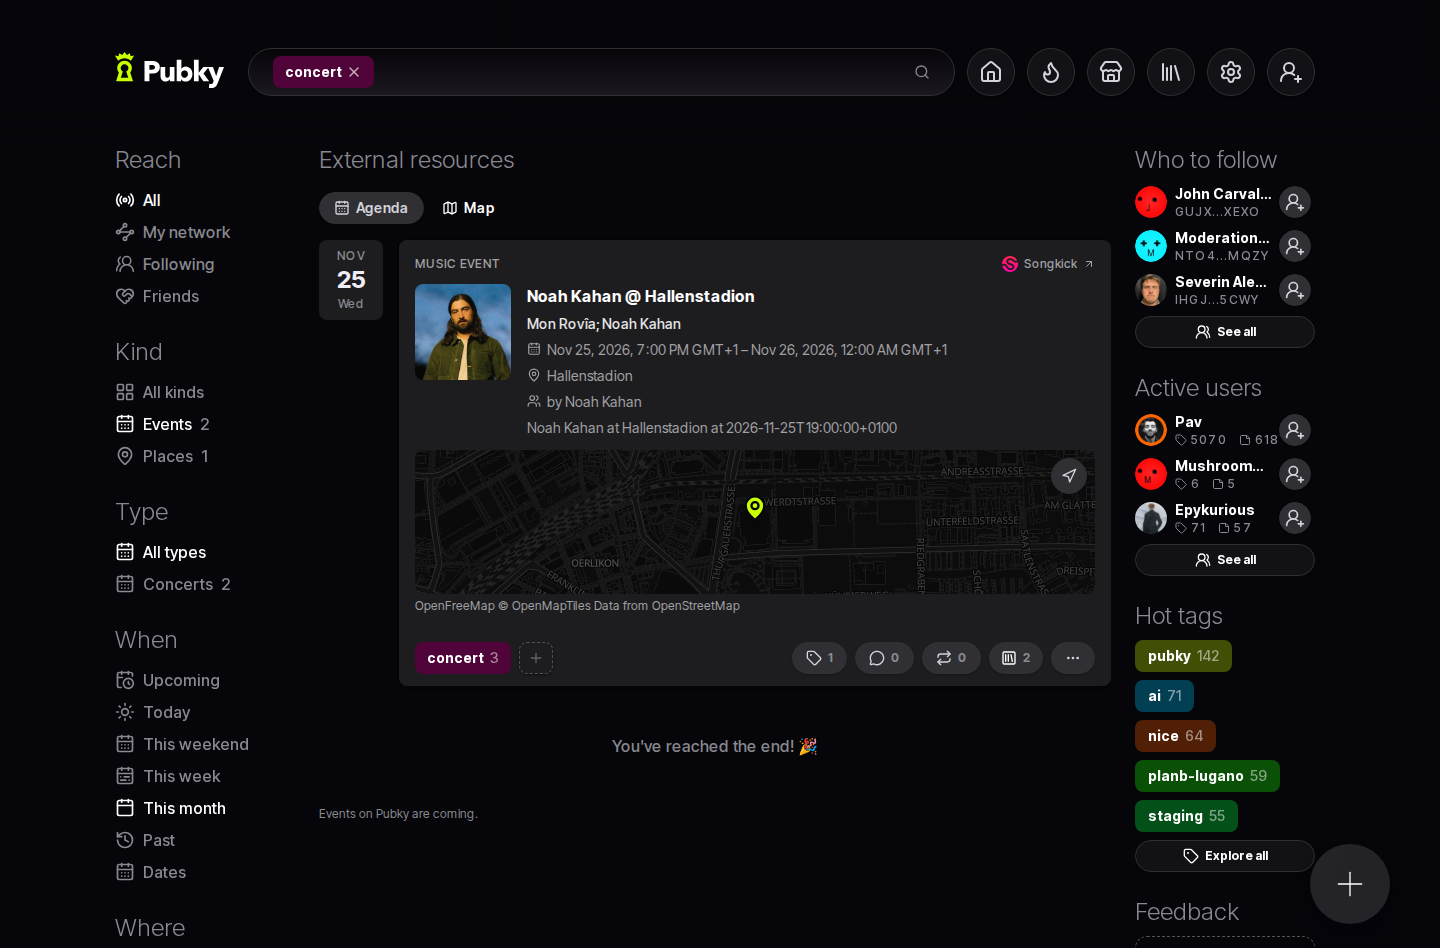 Pubky
concert
Reach
All
My network
Following
Friends
Kind
All kinds
Events 2
Places 1
Type
All types
Concerts 2
When
Upcoming
Today
This weekend
This week
This month
Past
Dates
Where
External resources
Agenda
Map
NOV
25
Wed
MUSIC EVENT
Songkick
Noah Kahan @ Hallenstadion
Mon Rovîa; Noah Kahan
Nov 25, 2026, 7:00 PM GMT+1 – Nov 26, 2026, 12:00 AM GMT+1
Hallenstadion
by Noah Kahan
Noah Kahan at Hallenstadion at 2026-11-25T19:00:00+0100
ANDREASSTRASSE
WERDTSTRASSE
THURGAUERSTRASSE
AM GLATTE
UNTERFELDSTRASSE
OERLIKON
RIEDGRABEN
SAATLENSTRAS
DREISPIT
FRANKLIN
SCHÖ
OpenFreeMap © OpenMapTiles Data from OpenStreetMap
concert 3
1
0
0
2
You've reached the end! 🎉
Events on Pubky are coming.
Who to follow
John Carval...
GUJX...XEXO
Moderation...
NTO4...MQZY
Severin Ale...
IHGJ...5CWY
See all
Active users
Pav
5070 618
Mushroom...
6 5
Epykurious
71 57
See all
Hot tags
pubky 142
ai 71
nice 64
planb-lugano 59
staging 55
Explore all
Feedback